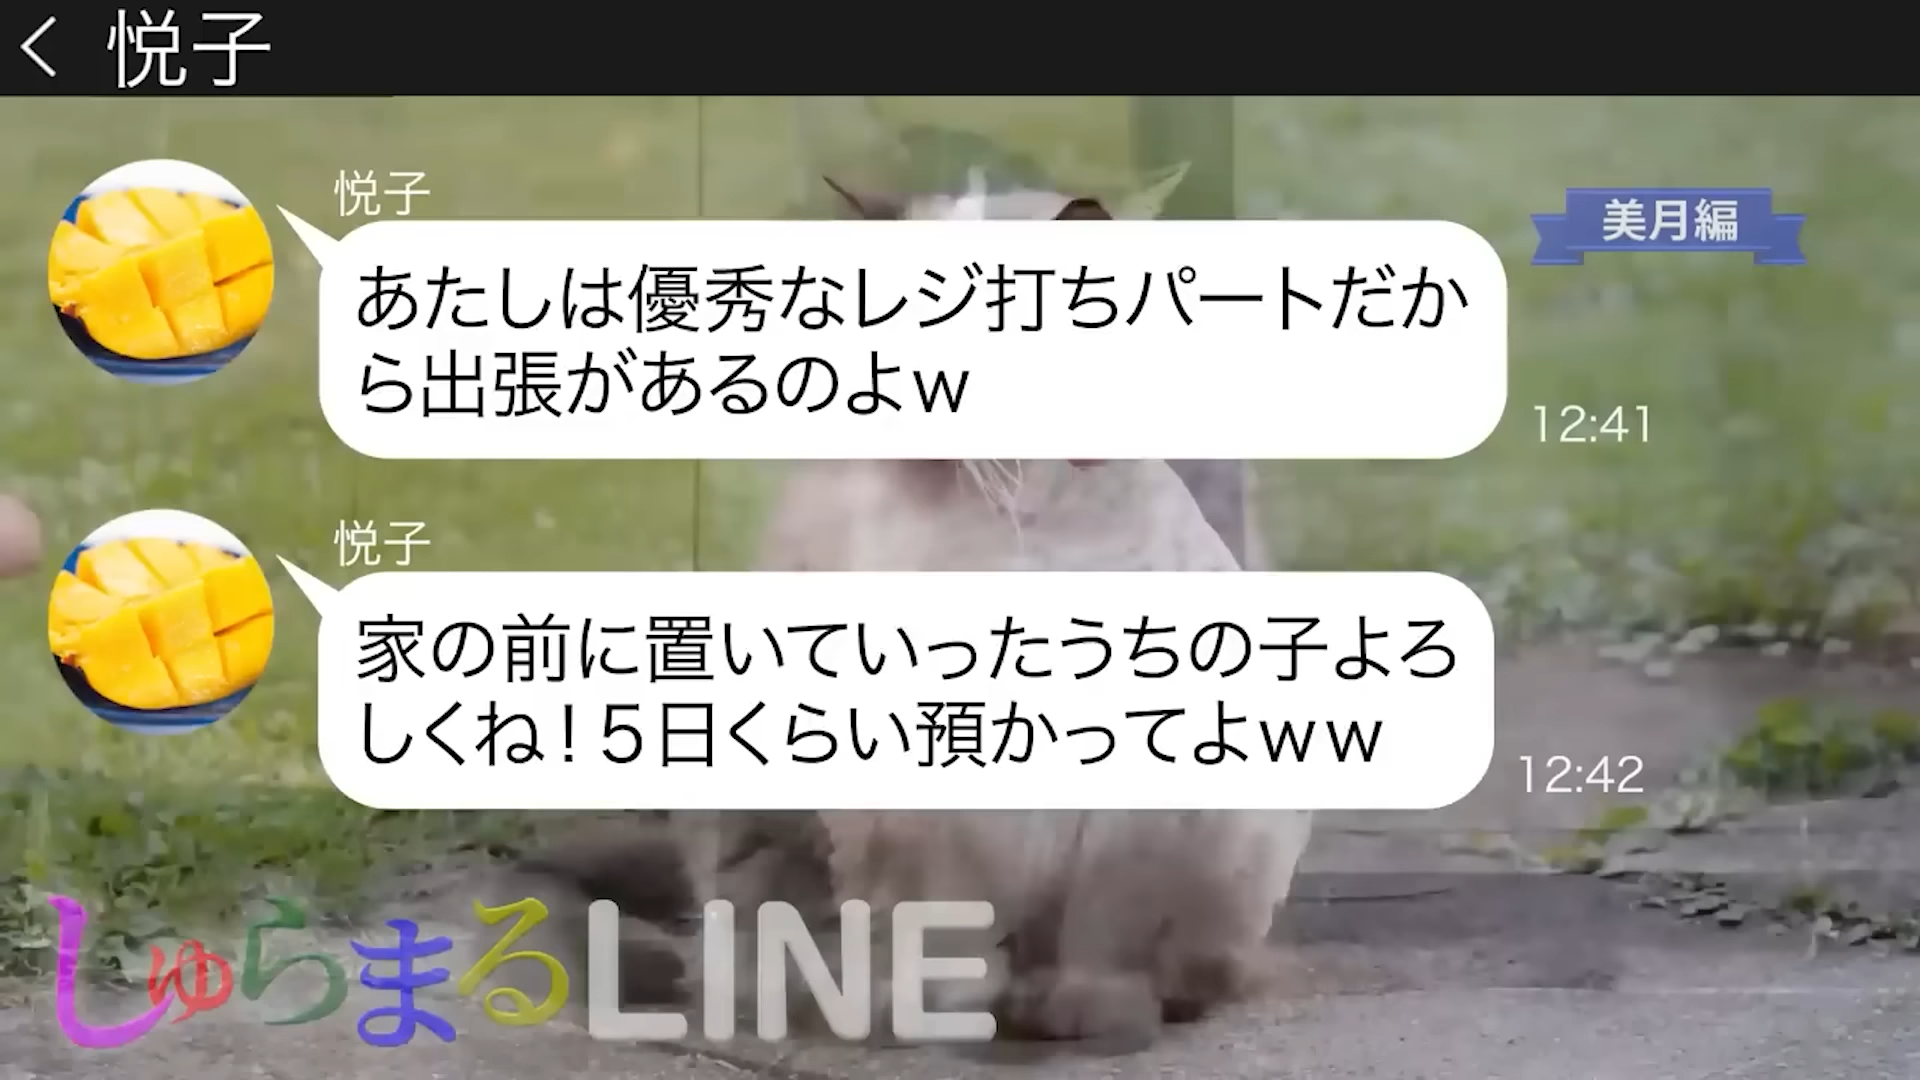 悦子
悦子
美月編
あたしは優秀なレジ打ちパートだか
ら出張があるのよw
12:41
悦子
家の前に置いていったうちの子よろ
しくね！5日くらい預かってよww
12:42
しゅらまるLINE